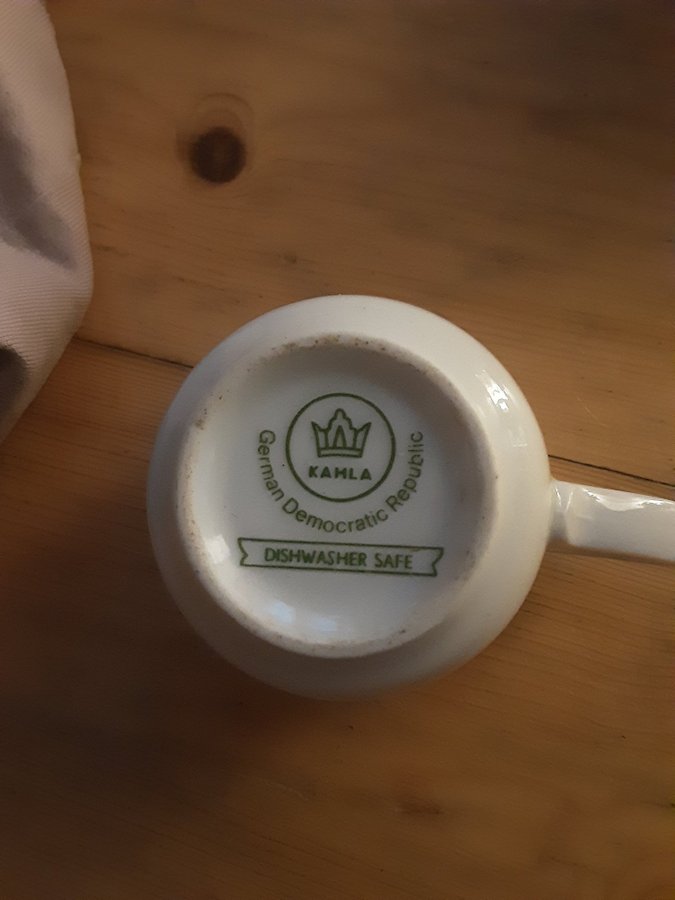 KAHLA
German Democratic Republic
DISHWASHER SAFE